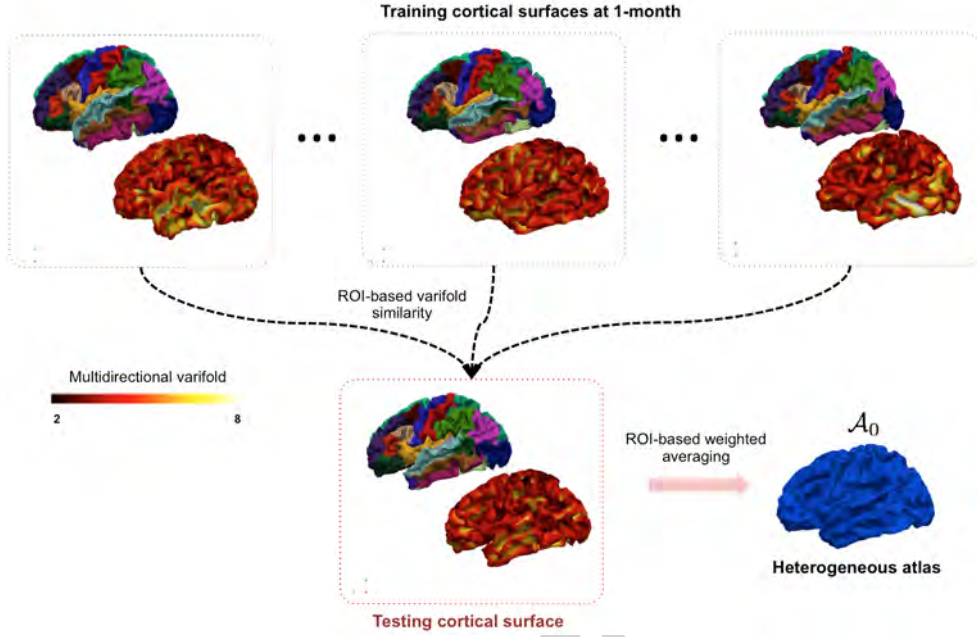 Training cortical surfaces at 1-month
ROI-based varifold
similarity
Multidirectional varifold
2 8
ROI-based weighted
averaging
𝒜₀
Heterogeneous atlas
Testing cortical surface